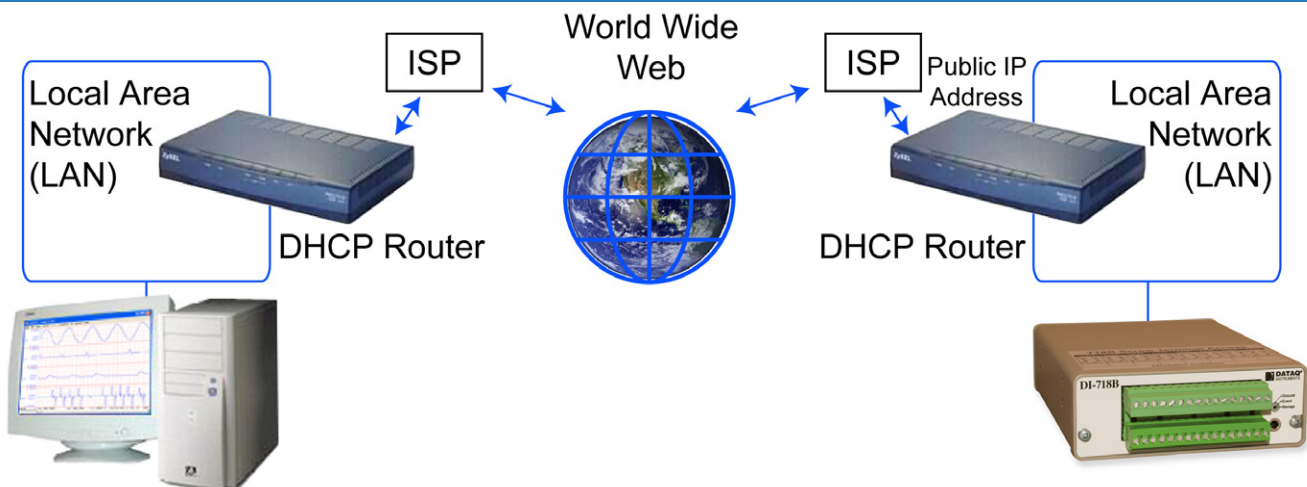 World Wide
Web
ISP
ISP
Public IP
Address
Local Area
Network
(LAN)
Local Area
Network
(LAN)
ZyXEL
DHCP Router
DHCP Router
DI-718B
DATAQ
INSTRUMENTS